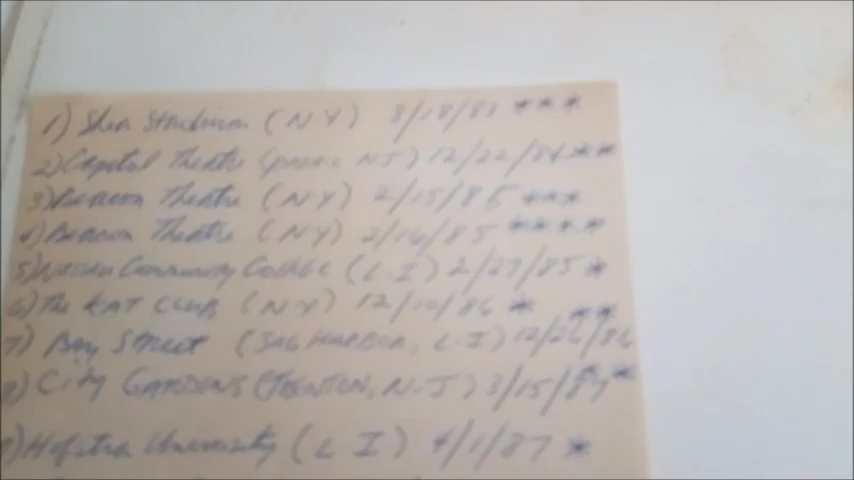 1) Shea Stadium (NY) 8/18/83 ***
2) Capitol Theatre (Passaic NJ) 12/22/84 **
3) Beacon Theatre (NY) 2/15/85 ***
4) Beacon Theatre (NY) 2/16/85 ****
5) Nassau Community College (L.I) 2/27/85 *
6) The KAT CLUB (NY) 12/ /86 *
7) Bay Street (SAG HARBOR, L.I) 12/26/86 **
8) City GARDENS (TRENTON, N.J) 3/15/87 **
9) Hofstra University (L I) 4/1/87 *